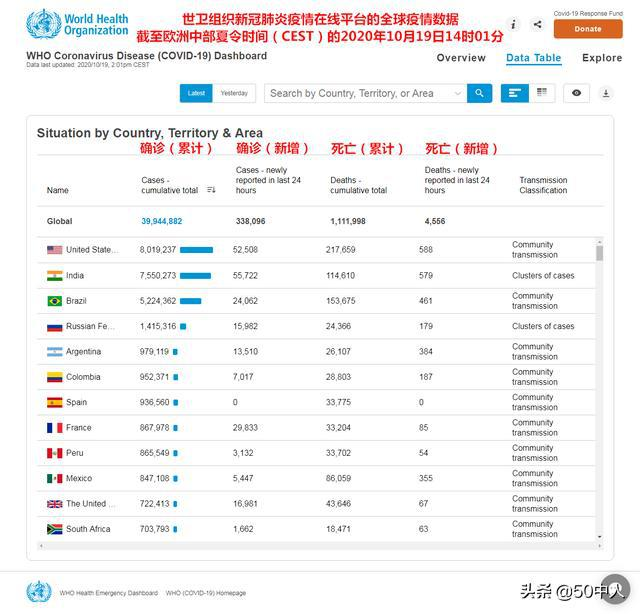 World Health
Organization
世卫组织新冠肺炎疫情在线平台的全球疫情数据
截至欧洲中部夏令时间（CEST）的2020年10月19日14时01分
Covid-19 Response Fund
Donate
WHO Coronavirus Disease (COVID-19) Dashboard
Data last updated: 2020/10/19, 2:01pm CEST
Overview Data Table Explore
Latest Yesterday Search by Country, Territory, or Area
Situation by Country, Territory & Area
确诊（累计） 确诊（新增） 死亡（累计） 死亡（新增）
Name
Cases -
cumulative total
Cases - newly
reported in last 24
hours
Deaths -
cumulative total
Deaths - newly
reported in last 24
hours
Transmission
Classification
Global 39,944,882 338,096 1,111,998 4,556
United State... 8,019,237 52,508 217,659 588 Community
transmission
India 7,550,273 55,722 114,610 579 Clusters of cases
Brazil 5,224,362 24,062 153,675 461 Community
transmission
Russian Fe... 1,415,316 15,982 24,366 179 Clusters of cases
Argentina 979,119 13,510 26,107 384 Community
transmission
Colombia 952,371 7,017 28,803 187 Community
transmission
Spain 936,560 0 33,775 0 Community
transmission
France 867,978 29,833 33,204 85 Community
transmission
Peru 865,549 3,132 33,702 54 Community
transmission
Mexico 847,108 5,447 86,059 355 Community
transmission
The United ... 722,413 16,981 43,646 67 Community
transmission
South Africa 703,793 1,662 18,471 63 Community
transmission
WHO Health Emergency Dashboard WHO (COVID-19) Homepage
头条 @50中人